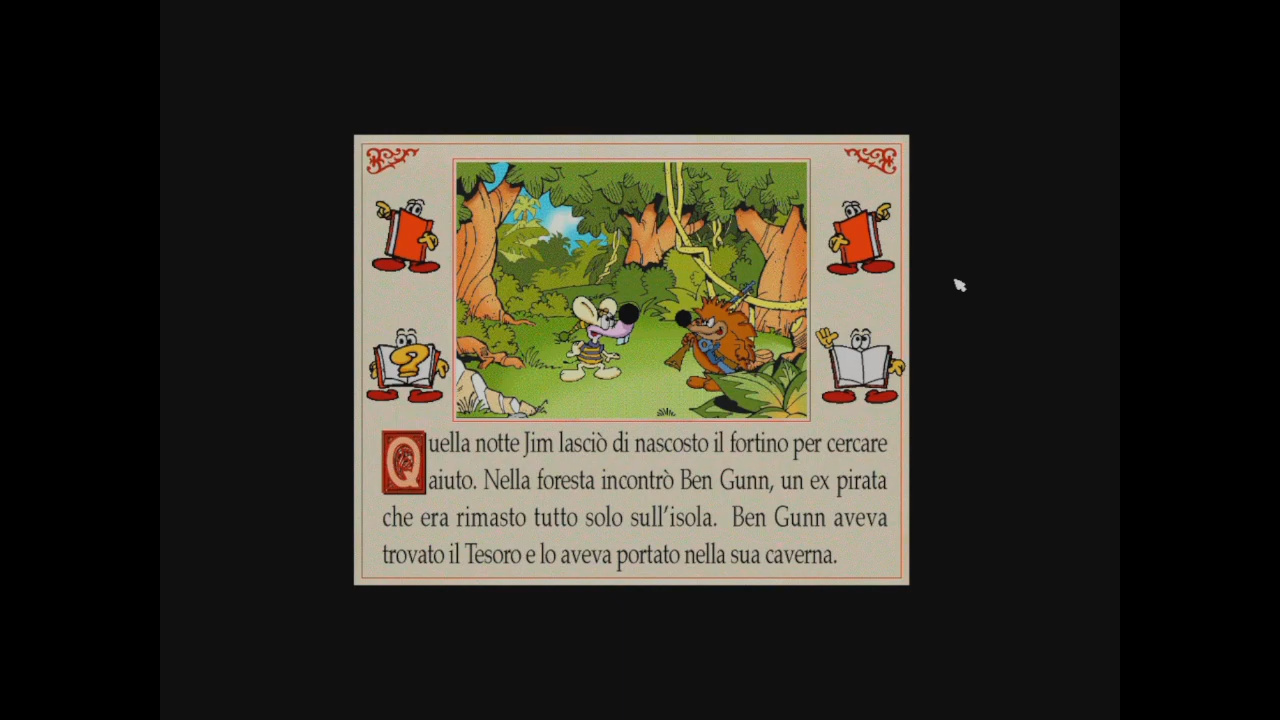 Quella notte Jim lasciò di nascosto il fortino per cercare
aiuto. Nella foresta incontrò Ben Gunn, un ex pirata
che era rimasto tutto solo sull'isola. Ben Gunn aveva
trovato il Tesoro e lo aveva portato nella sua caverna.